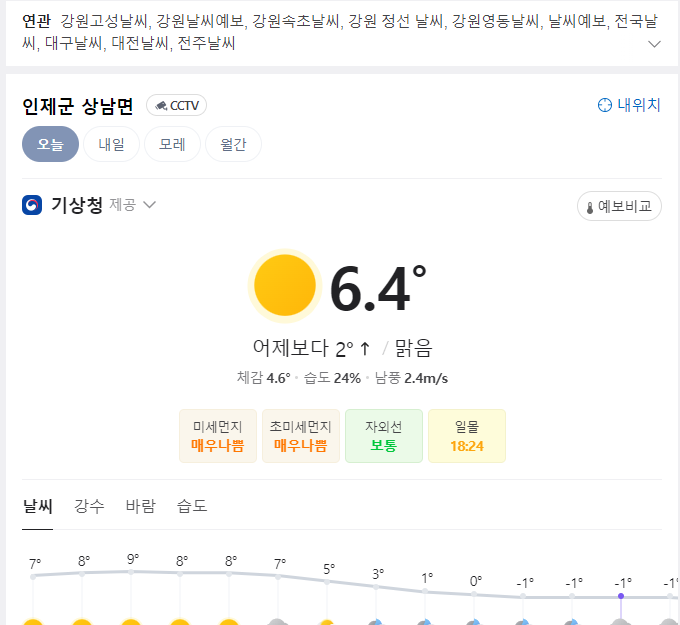 연관 강원고성날씨, 강원날씨예보, 강원속초날씨, 강원 정선 날씨, 강원영동날씨, 날씨예보, 전국날
씨, 대구날씨, 대전날씨, 전주날씨
인제군 상남면 CCTV 내위치
오늘 내일 모레 월간
기상청 제공 예보비교
6.4°
어제보다 2° ↑ / 맑음
체감 4.6° · 습도 24% · 남풍 2.4m/s
미세먼지 초미세먼지 자외선 일몰
매우나쁨 매우나쁨 보통 18:24
날씨 강수 바람 습도
7° 8° 9° 8° 8° 7° 5° 3° 1° 0° -1° -1° -1° -1°